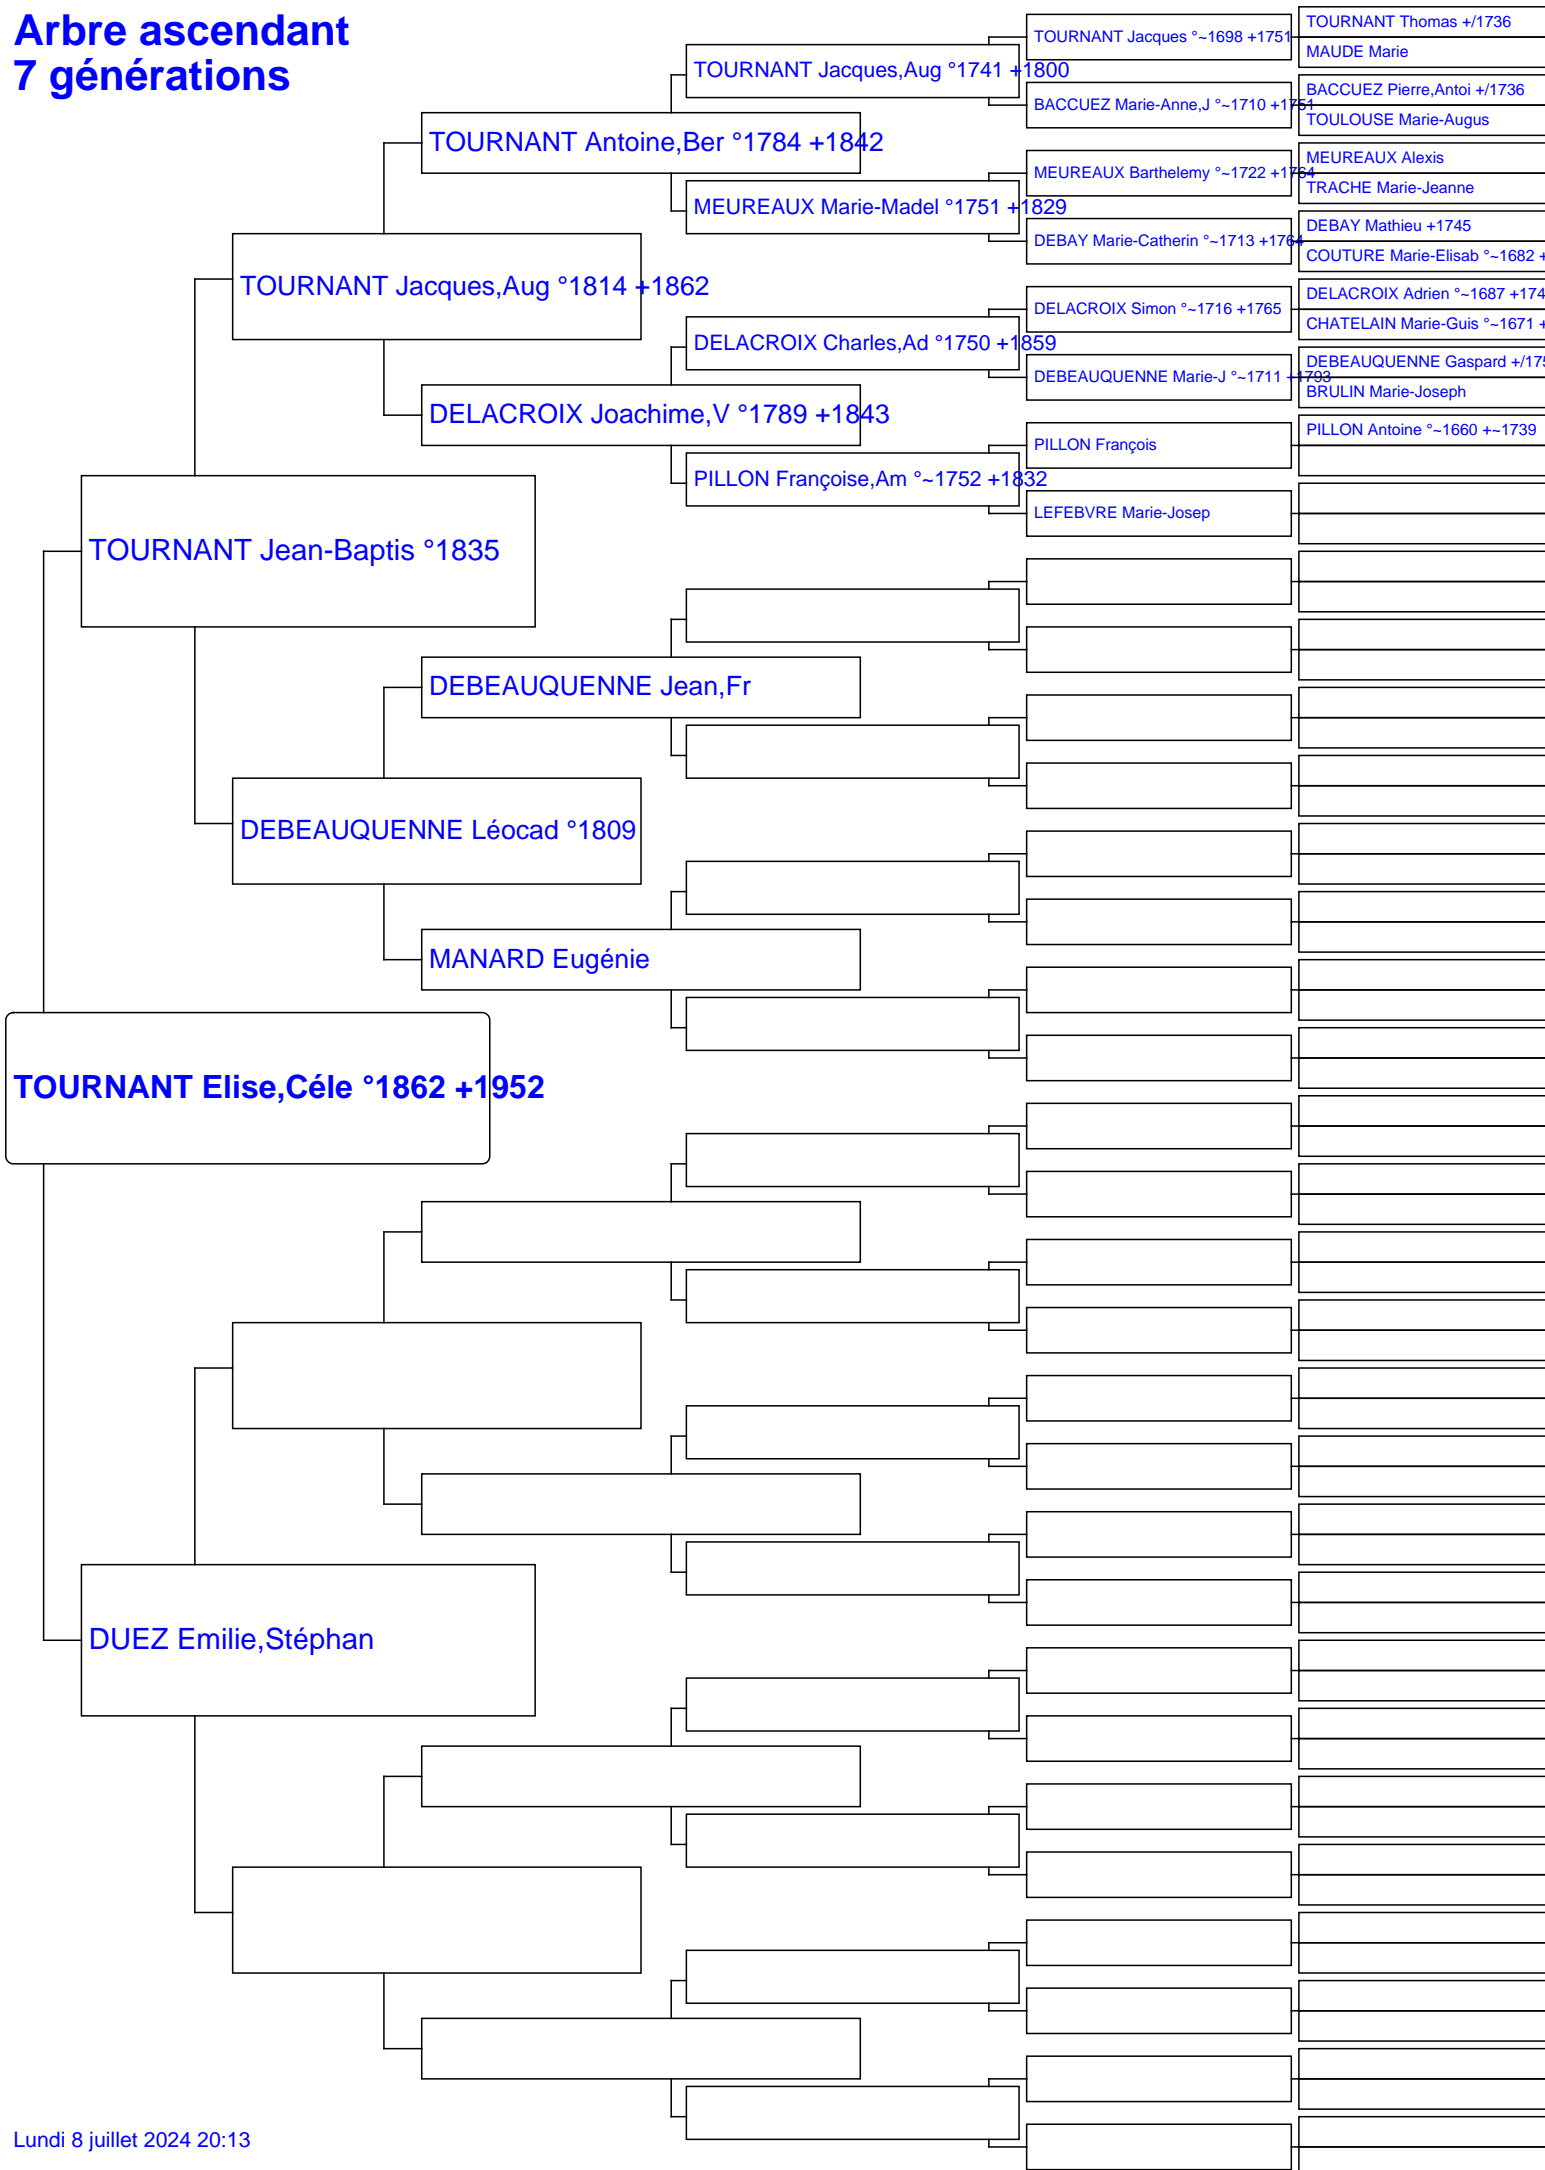 Arbre ascendant
7 générations
TOURNANT Thomas +/1736
TOURNANT Jacques °~1698 +1751
MAUDE Marie
TOURNANT Jacques,Aug °1741 +1800
BACCUEZ Pierre,Antoi +/1736
BACCUEZ Marie-Anne,J °~1710 +1751
TOULOUSE Marie-Augus
TOURNANT Antoine,Ber °1784 +1842
MEUREAUX Alexis
MEUREAUX Barthelemy °~1722 +1764
TRACHE Marie-Jeanne
MEUREAUX Marie-Madel °1751 +1829
DEBAY Mathieu +1745
DEBAY Marie-Catherin °~1713 +1764
COUTURE Marie-Elisab °~1682 +
TOURNANT Jacques,Aug °1814 +1862
DELACROIX Adrien °~1687 +174
DELACROIX Simon °~1716 +1765
CHATELAIN Marie-Guis °~1671 +
DELACROIX Charles,Ad °1750 +1859
DEBEAUQUENNE Gaspard +/175
DEBEAUQUENNE Marie-J °~1711 +1793
BRULIN Marie-Joseph
DELACROIX Joachime,V °1789 +1843
PILLON Antoine °~1660 +~1739
PILLON François
PILLON Françoise,Am °~1752 +1832
LEFEBVRE Marie-Josep
TOURNANT Jean-Baptis °1835
DEBEAUQUENNE Jean,Fr
DEBEAUQUENNE Léocad °1809
MANARD Eugénie
TOURNANT Elise,Céle °1862 +1952
DUEZ Emilie,Stéphan
Lundi 8 juillet 2024 20:13